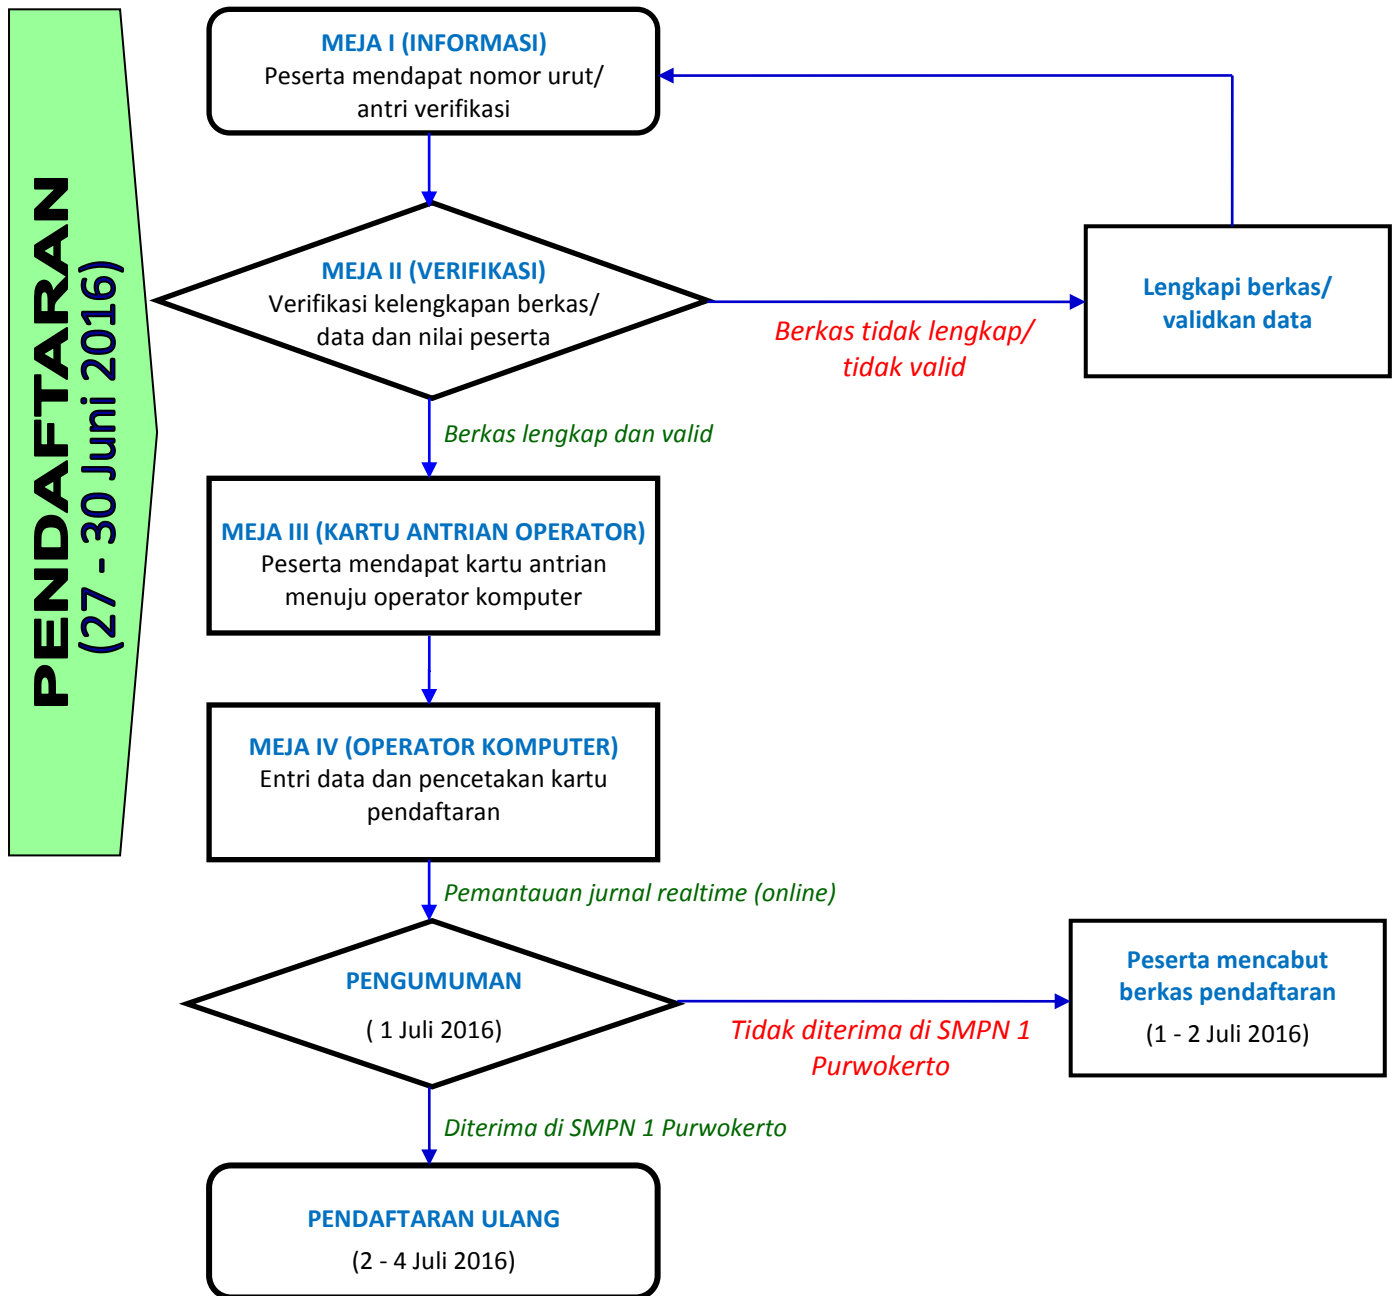 PENDAFTARAN
(27 - 30 Juni 2016)
MEJA I (INFORMASI)
Peserta mendapat nomor urut/
antri verifikasi
MEJA II (VERIFIKASI)
Verifikasi kelengkapan berkas/
data dan nilai peserta
Berkas tidak lengkap/
tidak valid
Lengkapi berkas/
validkan data
Berkas lengkap dan valid
MEJA III (KARTU ANTRIAN OPERATOR)
Peserta mendapat kartu antrian
menuju operator komputer
MEJA IV (OPERATOR KOMPUTER)
Entri data dan pencetakan kartu
pendaftaran
Pemantauan jurnal realtime (online)
PENGUMUMAN
( 1 Juli 2016)
Tidak diterima di SMPN 1
Purwokerto
Peserta mencabut
berkas pendaftaran
(1 - 2 Juli 2016)
Diterima di SMPN 1 Purwokerto
PENDAFTARAN ULANG
(2 - 4 Juli 2016)